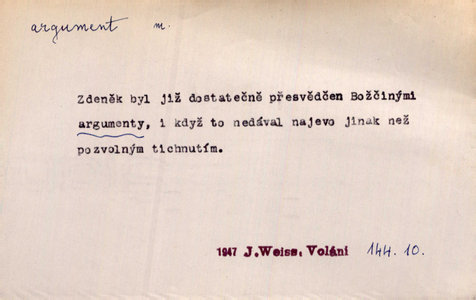 argument m.
Zdeněk byl již dostatečně přesvědčen Božčinými
argumenty, i když to nedával najevo jinak než
pozvolným tichnutím.
1947 J.Weiss, Volání 144.10.